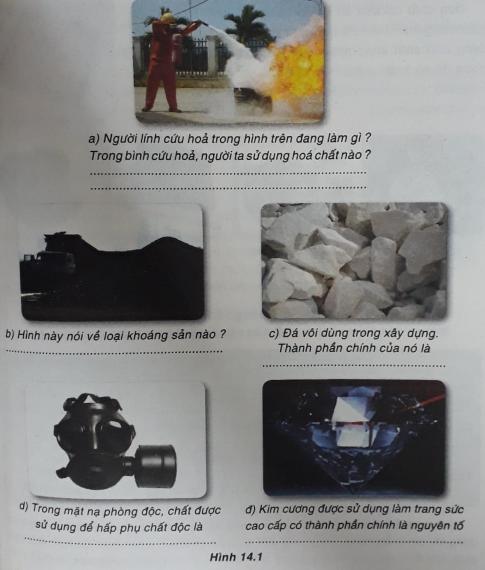 a) Người lính cứu hoả trong hình trên đang làm gì ?
Trong bình cứu hoả, người ta sử dụng hoá chất nào ?
b) Hình này nói về loại khoáng sản nào ?
c) Đá vôi dùng trong xây dựng.
Thành phần chính của nó là
d) Trong mặt nạ phòng độc, chất được
sử dụng để hấp phụ chất độc là
đ) Kim cương được sử dụng làm trang sức
cao cấp có thành phần chính là nguyên tố
Hình 14.1